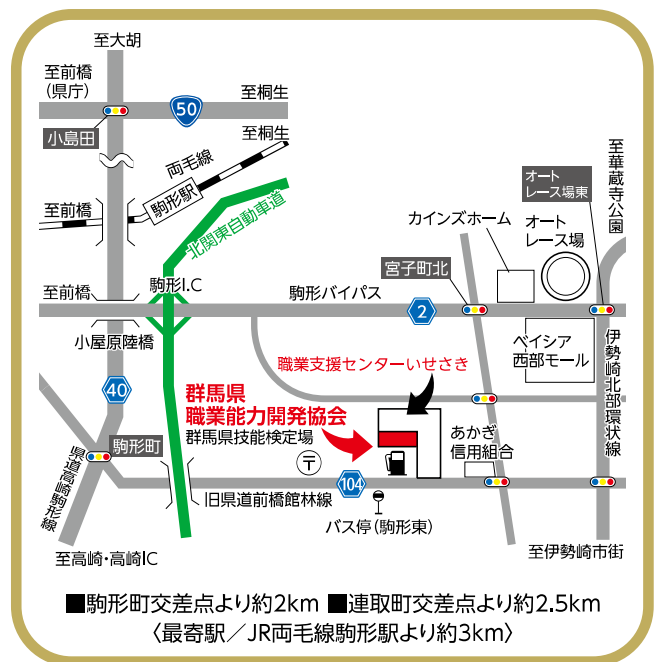 至大胡
至前橋
(県庁)
50
至桐生
小島田
至桐生
両毛線
駒形駅
至前橋
北関東自動車道
至華蔵寺公園
オート
レース場東
カインズホーム
オート
レース場
宮子町北
駒形I.C
至前橋
駒形バイパス
2
小屋原陸橋
ベイシア
西部モール
伊勢崎北部環状線
職業支援センターいせさき
40
群馬県
職業能力開発協会
群馬県技能検定場
駒形町
あかぎ
信用組合
〒
県道高崎駒形線
104
旧県道前橋館林線
バス停(駒形東)
至高崎・高崎IC
至伊勢崎市街
■駒形町交差点より約2km ■連取町交差点より約2.5km
〈最寄駅／JR両毛線駒形駅より約3km〉